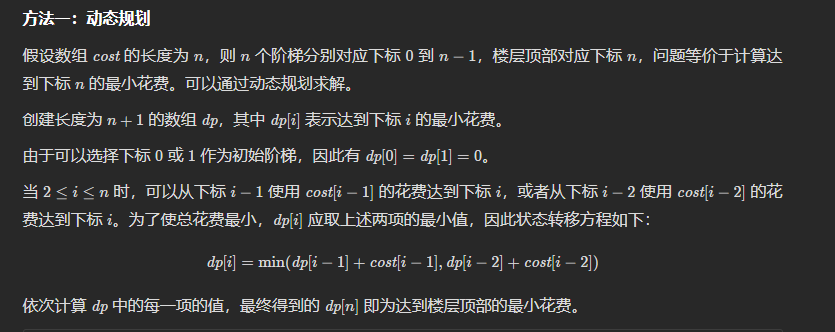 方法一：动态规划
假设数组 cost 的长度为 n，则 n 个阶梯分别对应下标 0 到 n − 1，楼层顶部对应下标 n，问题等价于计算达
到下标 n 的最小花费。可以通过动态规划求解。
创建长度为 n + 1 的数组 dp，其中 dp[i] 表示达到下标 i 的最小花费。
由于可以选择下标 0 或 1 作为初始阶梯，因此有 dp[0] = dp[1] = 0。
当 2 ≤ i ≤ n 时，可以从下标 i − 1 使用 cost[i − 1] 的花费达到下标 i，或者从下标 i − 2 使用 cost[i − 2] 的花
费达到下标 i。为了使总花费最小，dp[i] 应取上述两项的最小值，因此状态转移方程如下：
dp[i] = min(dp[i − 1] + cost[i − 1], dp[i − 2] + cost[i − 2])
依次计算 dp 中的每一项的值，最终得到的 dp[n] 即为达到楼层顶部的最小花费。